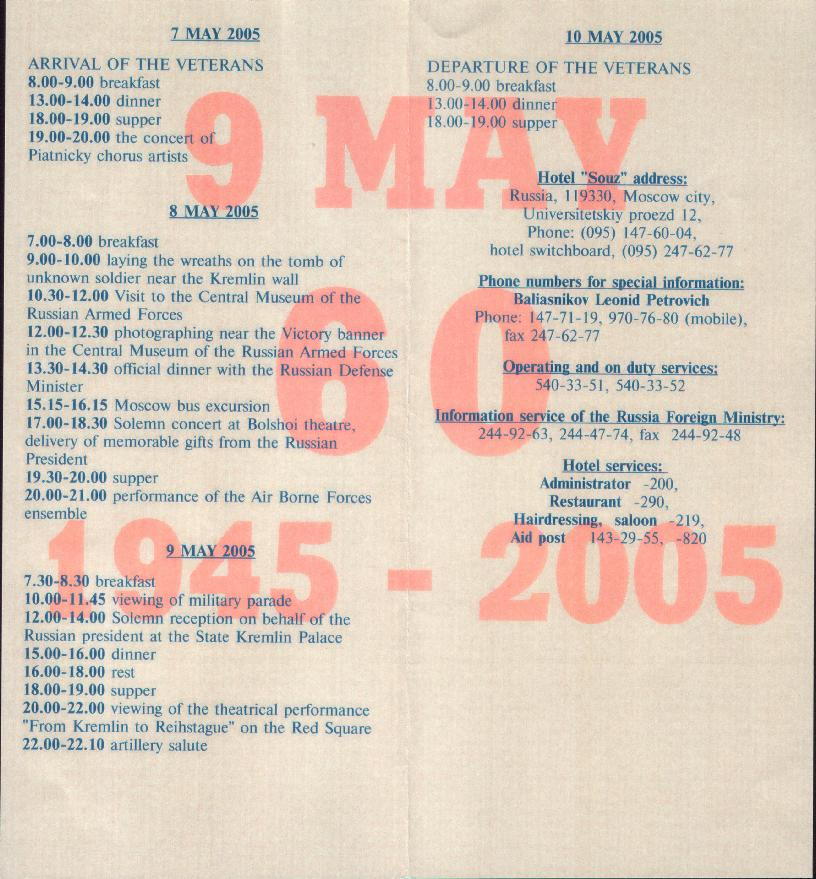 7 MAY 2005
ARRIVAL OF THE VETERANS
8.00-9.00 breakfast
13.00-14.00 dinner
18.00-19.00 supper
19.00-20.00 the concert of
Piatnicky chorus artists
8 MAY 2005
7.00-8.00 breakfast
9.00-10.00 laying the wreaths on the tomb of
unknown soldier near the Kremlin wall
10.30-12.00 Visit to the Central Museum of the
Russian Armed Forces
12.00-12.30 photographing near the Victory banner
in the Central Museum of the Russian Armed Forces
13.30-14.30 official dinner with the Russian Defense
Minister
15.15-16.15 Moscow bus excursion
17.00-18.30 Solemn concert at Bolshoi theatre,
delivery of memorable gifts from the Russian
President
19.30-20.00 supper
20.00-21.00 performance of the Air Borne Forces
ensemble
9 MAY 2005
7.30-8.30 breakfast
10.00-11.45 viewing of military parade
12.00-14.00 Solemn reception on behalf of the
Russian president at the State Kremlin Palace
15.00-16.00 dinner
16.00-18.00 rest
18.00-19.00 supper
20.00-22.00 viewing of the theatrical performance
"From Kremlin to Reihstague" on the Red Square
22.00-22.10 artillery salute
10 MAY 2005
DEPARTURE OF THE VETERANS
8.00-9.00 breakfast
13.00-14.00 dinner
18.00-19.00 supper
Hotel "Souz" address:
Russia, 119330, Moscow city,
Universitetskiy proezd 12,
Phone: (095) 147-60-04,
hotel switchboard, (095) 247-62-77
Phone numbers for special information:
Baliasnikov Leonid Petrovich
Phone: 147-71-19, 970-76-80 (mobile),
fax 247-62-77
Operating and on duty services:
540-33-51, 540-33-52
Information service of the Russia Foreign Ministry:
244-92-63, 244-47-74, fax 244-92-48
Hotel services:
Administrator -200,
Restaurant -290,
Hairdressing, saloon -219,
Aid post 143-29-55, -820
9 MAY
60
1945 - 2005